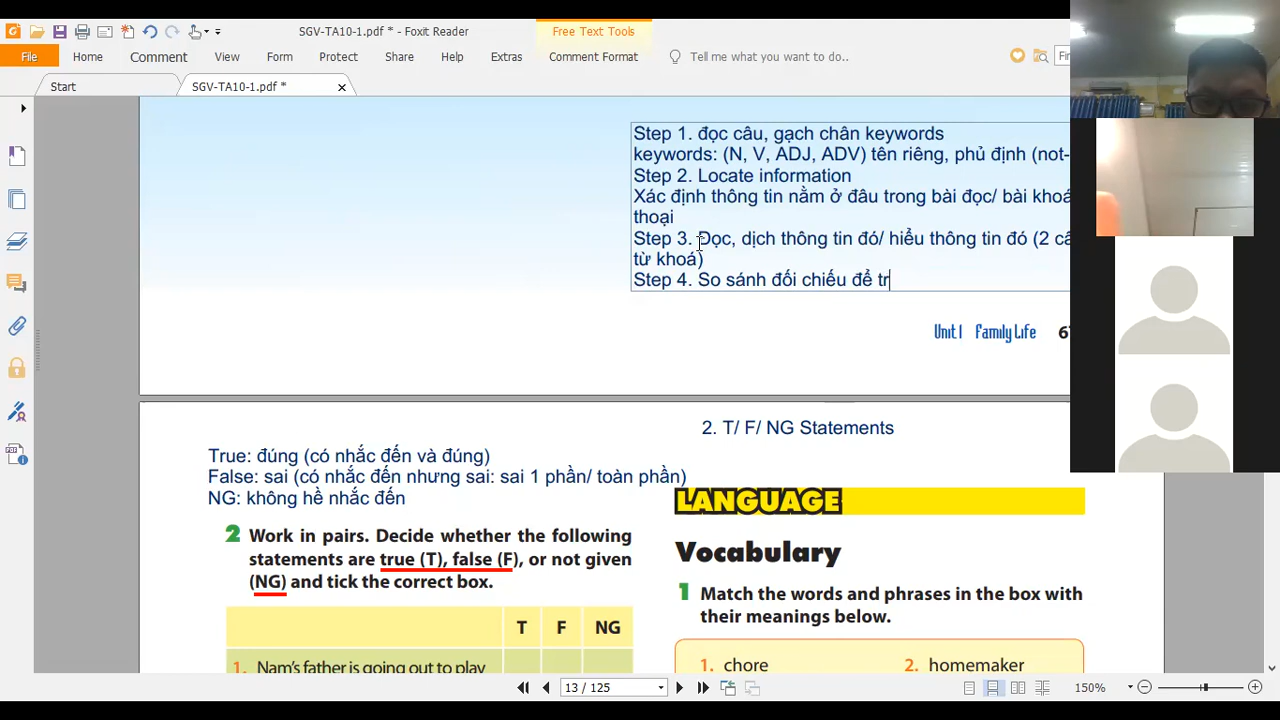 SGV-TA10-1.pdf * - Foxit Reader
Free Text Tools
File
Home
Comment
View
Form
Protect
Share
Help
Extras
Comment Format
Tell me what you want to do..
Start
SGV-TA10-1.pdf *
Step 1. đọc câu, gạch chân keywords
keywords: (N, V, ADJ, ADV) tên riêng, phủ định (not-
Step 2. Locate information
Xác định thông tin nằm ở đâu trong bài đọc/ bài khoá
thoại
Step 3. Đọc, dịch thông tin đó/ hiểu thông tin đó (2 câ
từ khoá)
Step 4. So sánh đối chiếu để tr
Unit 1 Family Life
2. T/ F/ NG Statements
True: đúng (có nhắc đến và đúng)
False: sai (có nhắc đến nhưng sai: sai 1 phần/ toàn phần)
NG: không hề nhắc đến
2 Work in pairs. Decide whether the following
statements are true (T), false (F), or not given
(NG) and tick the correct box.
T F NG
1. Nam's father is going out to play
LANGUAGE
Vocabulary
1 Match the words and phrases in the box with
their meanings below.
1. chore
2. homemaker
13 / 125
150%